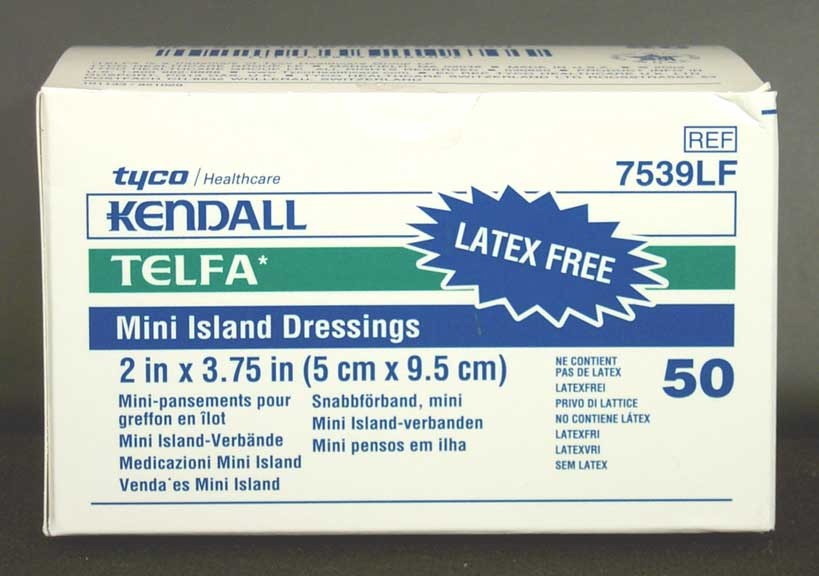 REF
7539LF
tyco / Healthcare
KENDALL
TELFA*
LATEX FREE
Mini Island Dressings
2 in x 3.75 in (5 cm x 9.5 cm)
50
Mini-pansements pour
greffon en îlot
Mini Island-Verbände
Medicazioni Mini Island
Venda´es Mini Island
Snabbförband, mini
Mini Island-verbanden
Mini pensos em ilha
NE CONTIENT
PAS DE LATEX
LATEXFREI
PRIVO DI LATTICE
NO CONTIENE LÁTEX
LATEXFRI
LATEXVRI
SEM LATEX